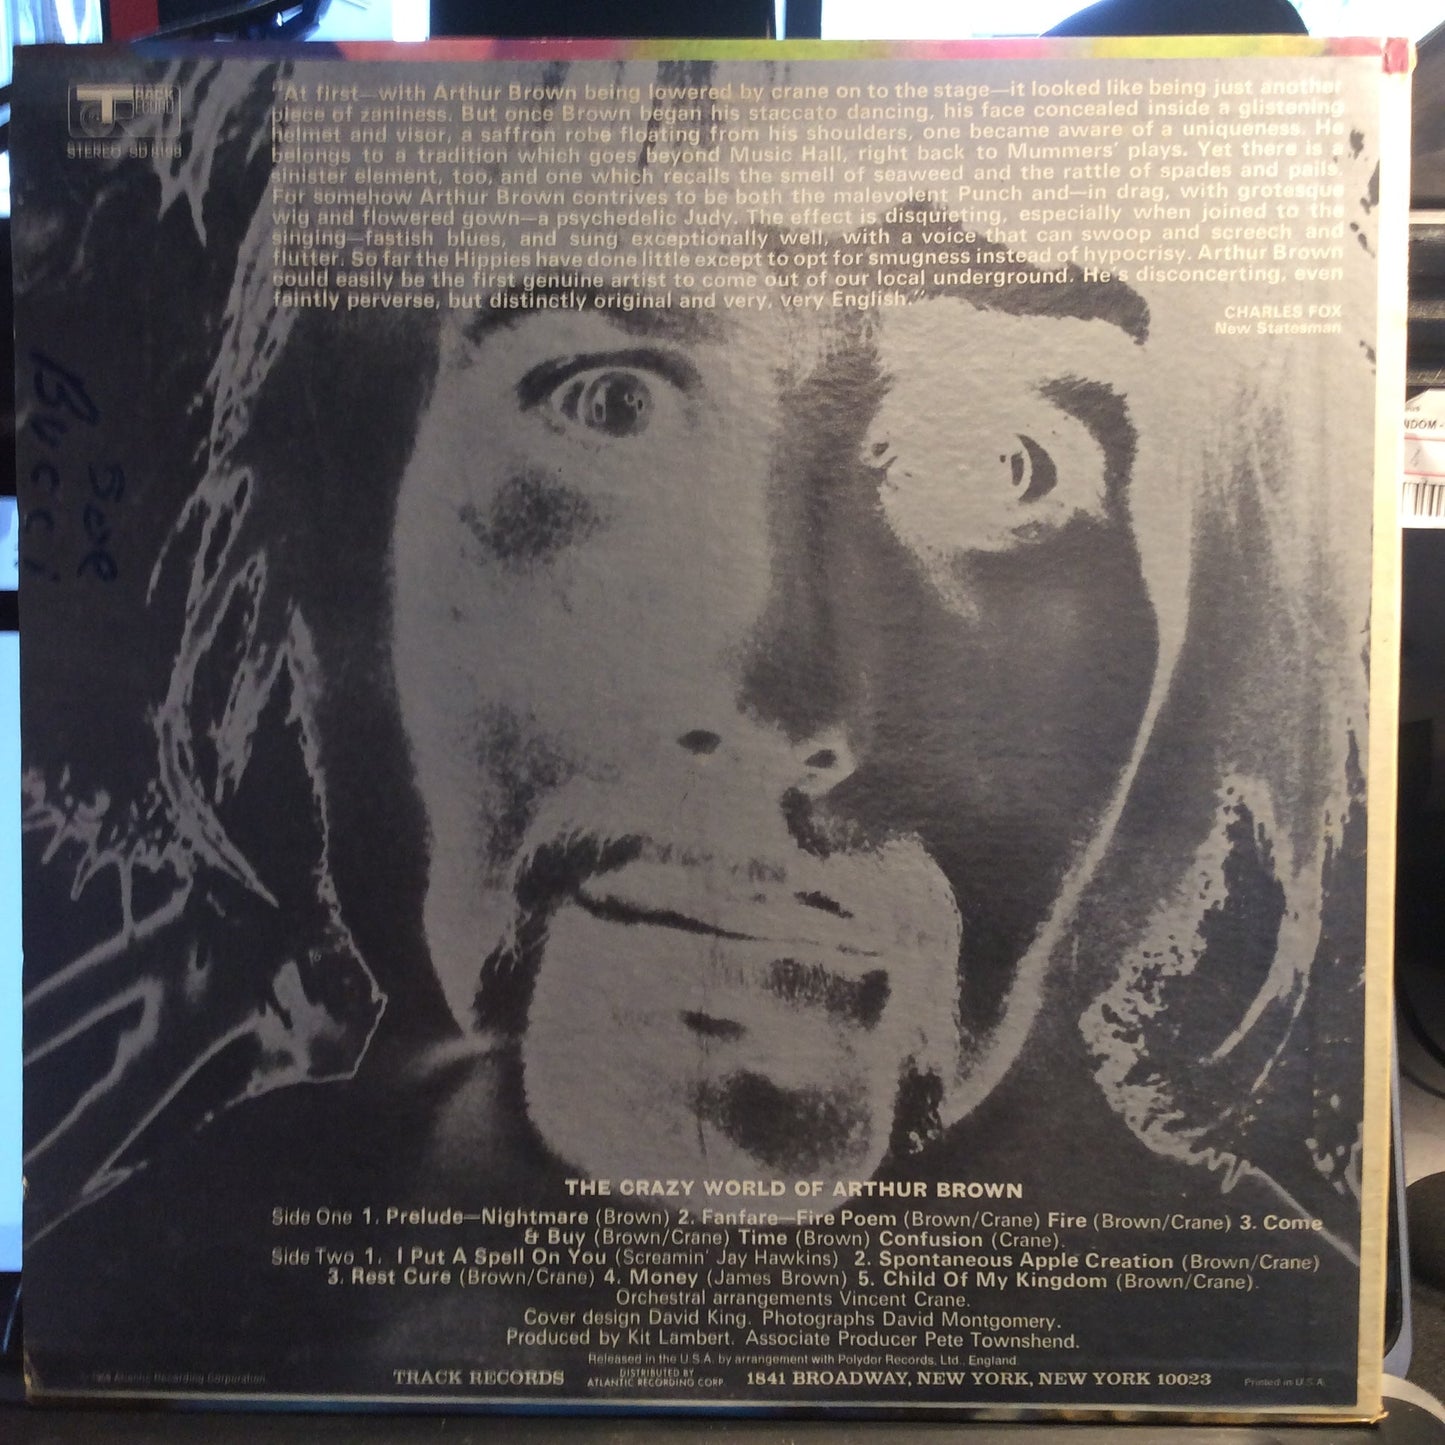 TRACK
record
STEREO SD 8198
"At first—with Arthur Brown being lowered by crane on to the stage—it looked like being just another
piece of zaniness. But once Brown began his staccato dancing, his face concealed inside a glistening
helmet and visor, a saffron robe floating from his shoulders, one became aware of a uniqueness. He
belongs to a tradition which goes beyond Music Hall, right back to Mummers' plays. Yet there is a
sinister element, too, and one which recalls the smell of seaweed and the rattle of spades and pails.
For somehow Arthur Brown contrives to be both the malevolent Punch and—in drag, with grotesque
wig and flowered gown—a psychedelic Judy. The effect is disquieting, especially when joined to the
singing—fastish blues, and sung exceptionally well, with a voice that can swoop and screech and
flutter. So far the Hippies have done little except to opt for smugness instead of hypocrisy. Arthur Brown
could easily be the first genuine artist to come out of our local underground. He's disconcerting, even
faintly perverse, but distinctly original and very, very English."
CHARLES FOX
New Statesman
Bucci
THE CRAZY WORLD OF ARTHUR BROWN
Side One 1. Prelude—Nightmare (Brown) 2. Fanfare—Fire Poem (Brown/Crane) Fire (Brown/Crane) 3. Come
& Buy (Brown/Crane) Time (Brown) Confusion (Crane).
Side Two 1. I Put A Spell On You (Screamin' Jay Hawkins) 2. Spontaneous Apple Creation (Brown/Crane)
3. Rest Cure (Brown/Crane) 4. Money (James Brown) 5. Child Of My Kingdom (Brown/Crane).
Orchestral arrangements Vincent Crane.
Cover design David King. Photographs David Montgomery.
Produced by Kit Lambert. Associate Producer Pete Townshend.
Released in the U.S.A. by arrangement with Polydor Records, Ltd., England.
Atlantic Recording Corporation
TRACK RECORDS DISTRIBUTED BY
ATLANTIC RECORDING CORP. 1841 BROADWAY, NEW YORK, NEW YORK 10023
Printed in U.S.A.